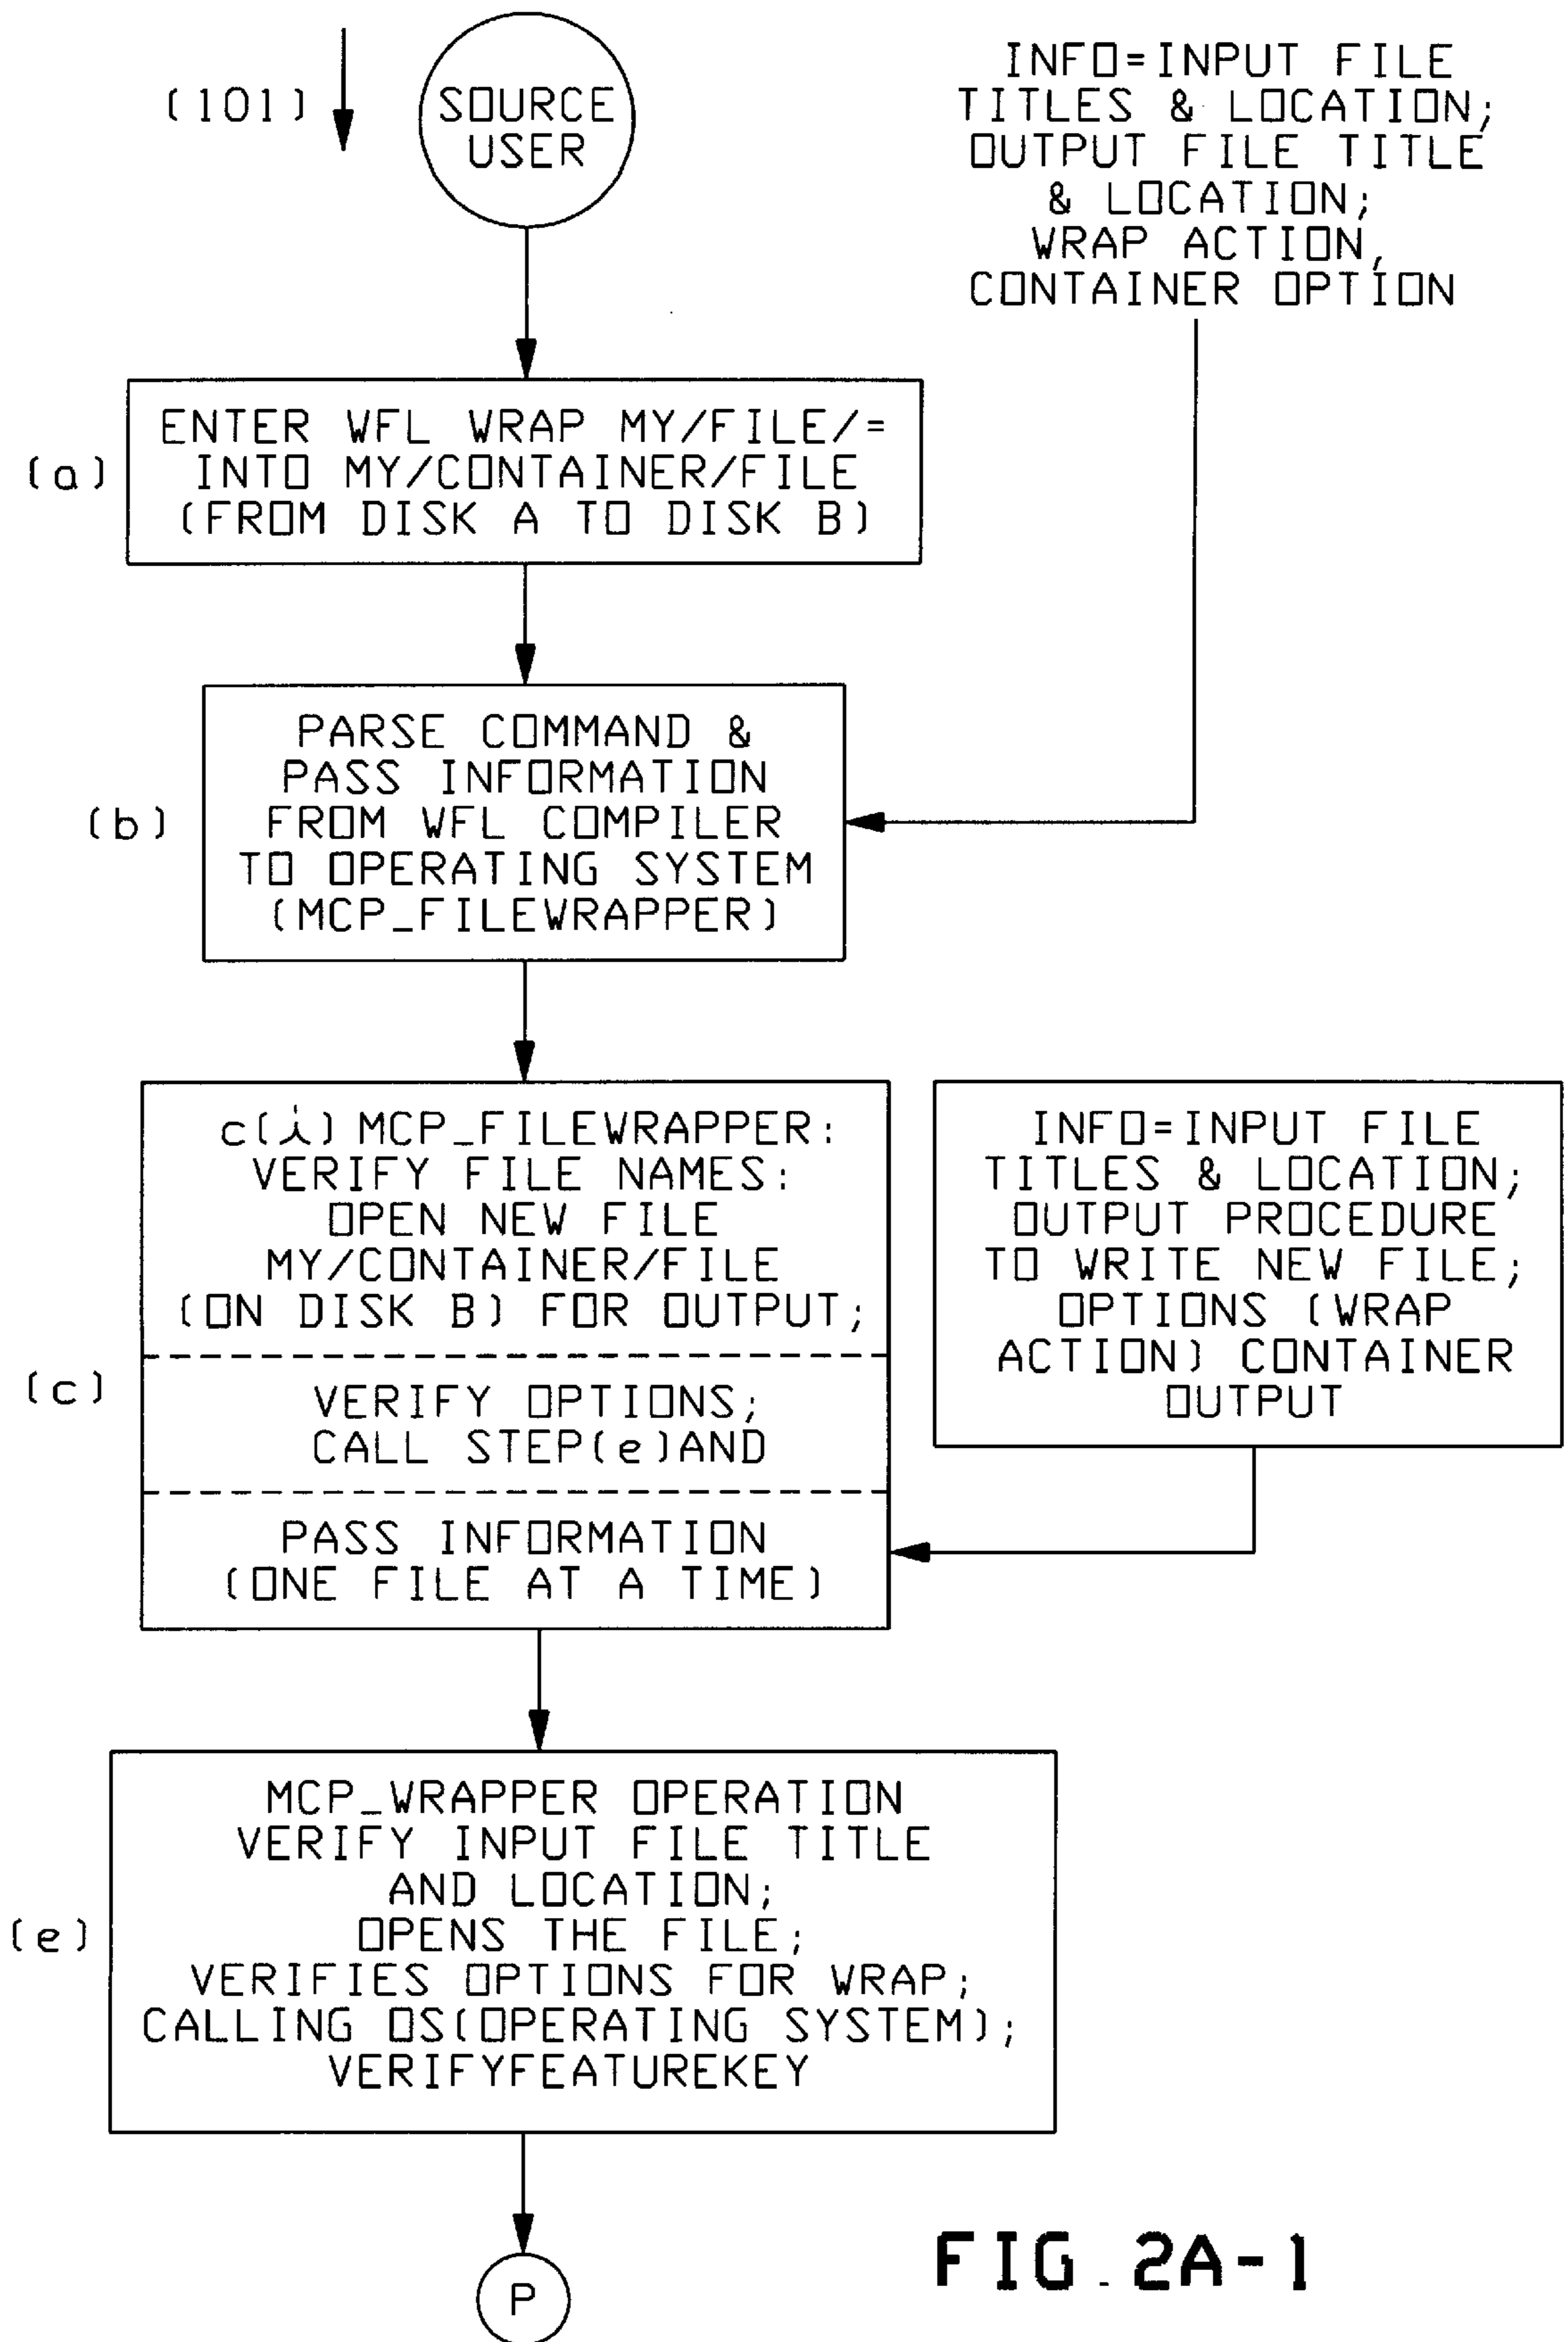 (101)
SOURCE
USER
INFO=INPUT FILE
TITLES & LOCATION;
OUTPUT FILE TITLE
& LOCATION;
WRAP ACTION,
CONTAINER OPTION
(a)
ENTER WFL WRAP MY/FILE/=
INTO MY/CONTAINER/FILE
(FROM DISK A TO DISK B)
(b)
PARSE COMMAND &
PASS INFORMATION
FROM WFL COMPILER
TO OPERATING SYSTEM
(MCP_FILEWRAPPER)
(c)
c(i) MCP_FILEWRAPPER:
VERIFY FILE NAMES:
OPEN NEW FILE
MY/CONTAINER/FILE
(ON DISK B) FOR OUTPUT;
VERIFY OPTIONS;
CALL STEP(e)AND
PASS INFORMATION
(ONE FILE AT A TIME)
INFO=INPUT FILE
TITLES & LOCATION;
OUTPUT PROCEDURE
TO WRITE NEW FILE;
OPTIONS (WRAP
ACTION) CONTAINER
OUTPUT
(e)
MCP_WRAPPER OPERATION
VERIFY INPUT FILE TITLE
AND LOCATION;
OPENS THE FILE;
VERIFIES OPTIONS FOR WRAP;
CALLING OS(OPERATING SYSTEM);
VERIFYFEATUREKEY
P
FIG. 2A-1